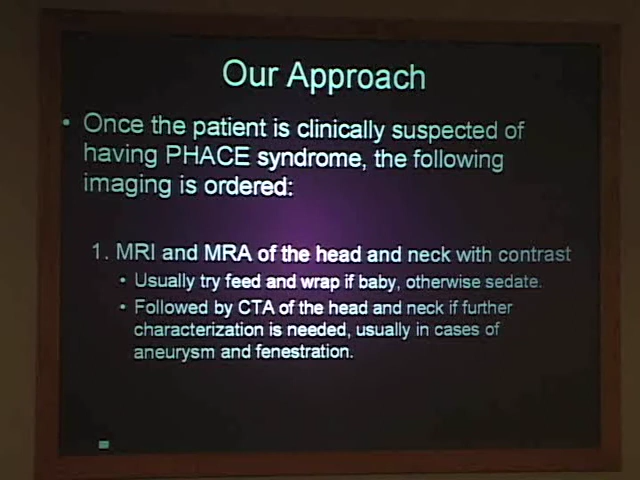 Our Approach
• Once the patient is clinically suspected of
having PHACE syndrome, the following
imaging is ordered:
1. MRI and MRA of the head and neck with contrast
• Usually try feed and wrap if baby, otherwise sedate.
• Followed by CTA of the head and neck if further
characterization is needed, usually in cases of
aneurysm and fenestration.